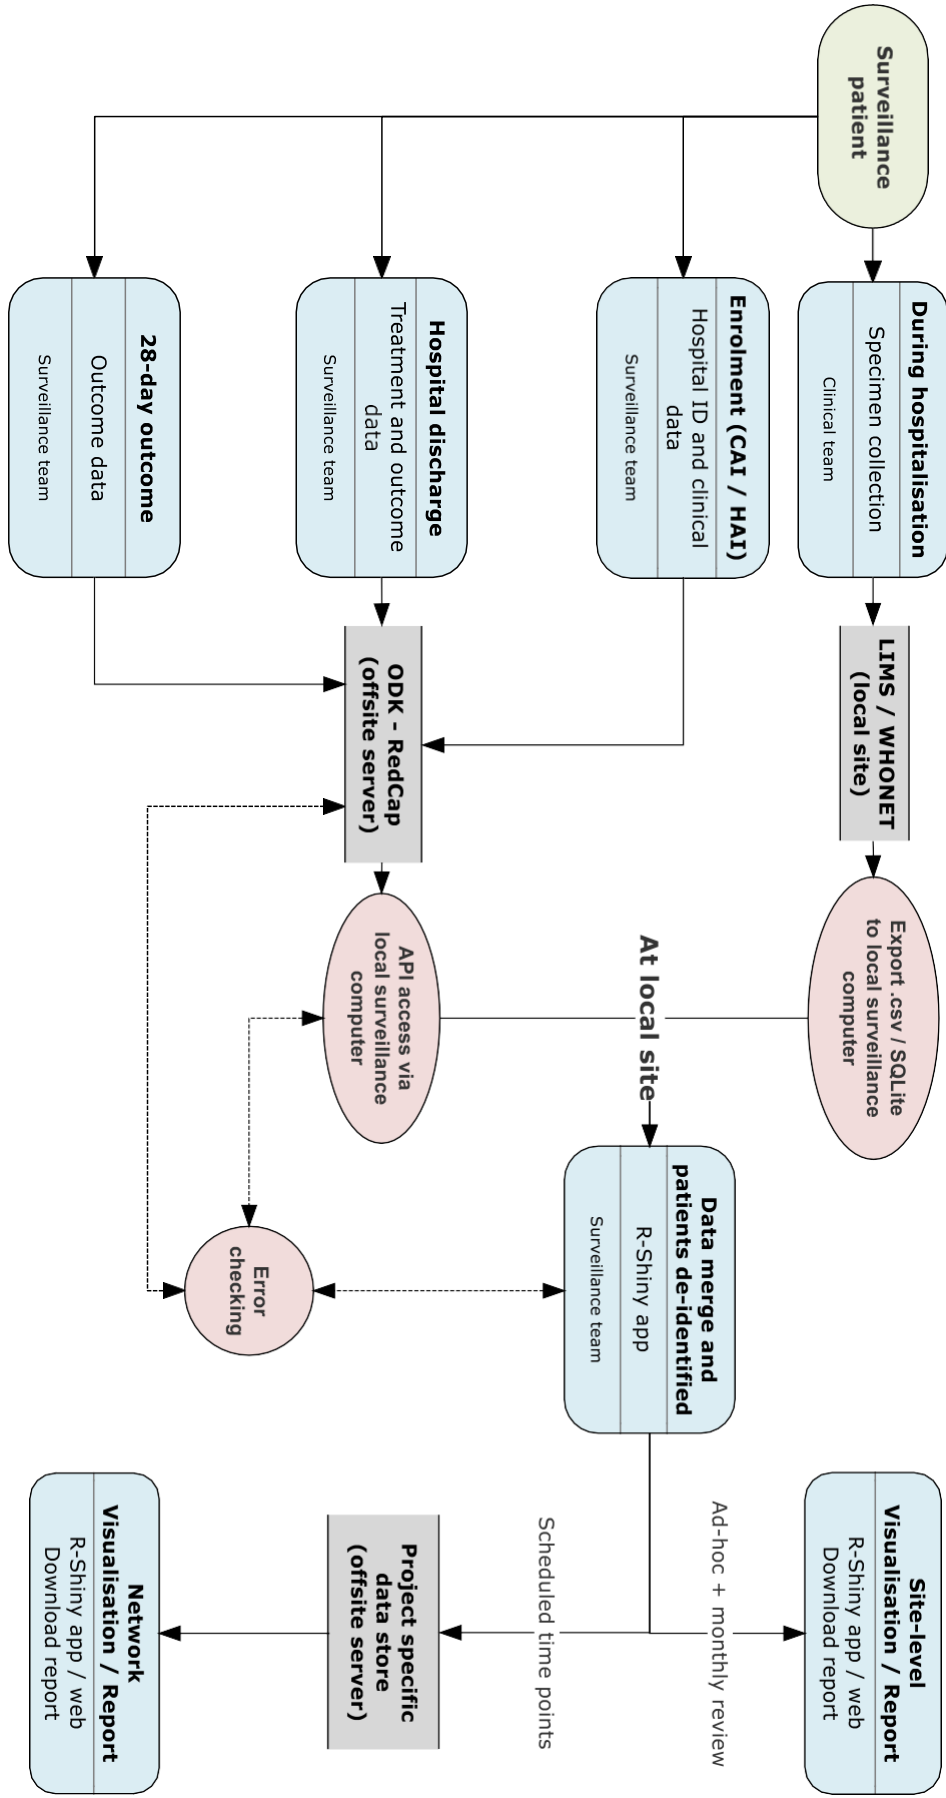 Surveillance
patient
During hospitalisation
Specimen collection
Clinical team
Enrolment (CAI / HAI)
Hospital ID and clinical
data
Surveillance team
Hospital discharge
Treatment and outcome
data
Surveillance team
28-day outcome
Outcome data
Surveillance team
LIMS / WHONET
(local site)
ODK - RedCap
(offsite server)
Export .csv / SQLite
to local surveillance
computer
At local site
API access via
local surveillance
computer
Data merge and
patients de-identified
R-Shiny app
Surveillance team
Error
checking
Ad-hoc + monthly review
Scheduled time points
Site-level
Visualisation / Report
R-Shiny app / web
Download report
Project specific
data store
(offsite server)
Network
Visualisation / Report
R-Shiny app / web
Download report